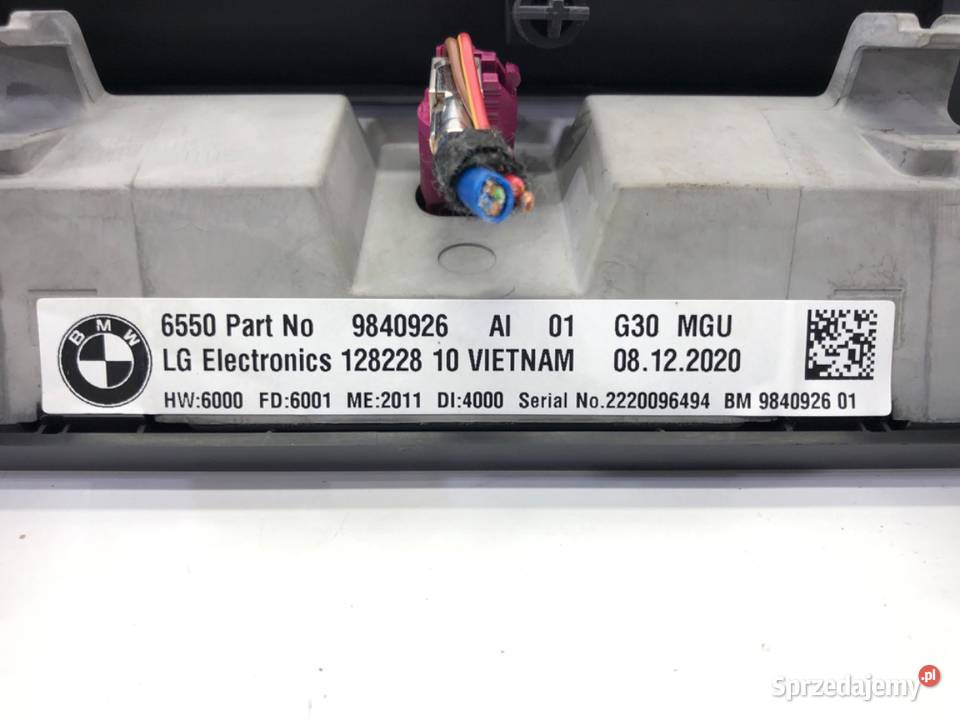 BMW
6550 Part No 9840926 AI 01 G30 MGU
LG Electronics 128228 10 VIETNAM 08.12.2020
HW:6000 FD:6001 ME:2011 DI:4000 Serial No.2220096494 BM 9840926 01
Sprzedajemy.pl